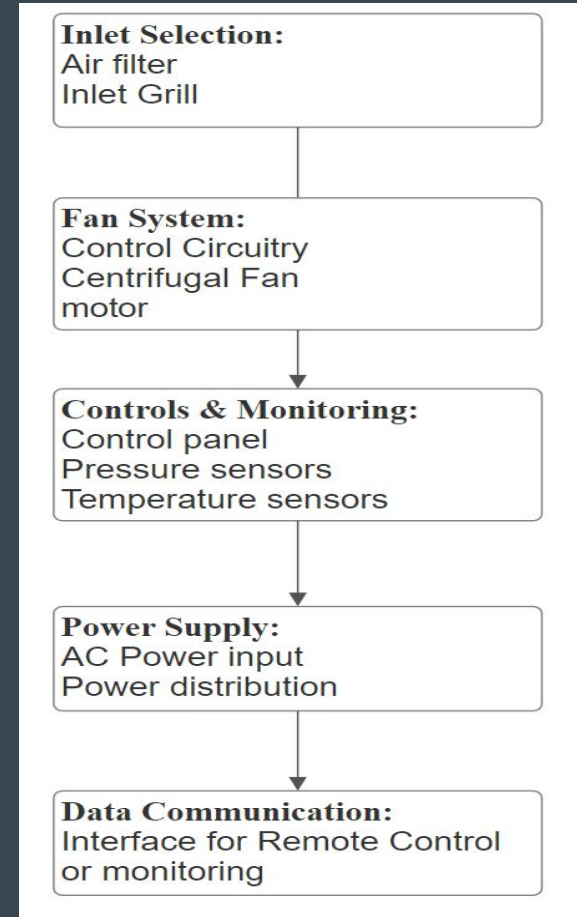 Inlet Selection:
Air filter
Inlet Grill
Fan System:
Control Circuitry
Centrifugal Fan
motor
Controls & Monitoring:
Control panel
Pressure sensors
Temperature sensors
Power Supply:
AC Power input
Power distribution
Data Communication:
Interface for Remote Control
or monitoring